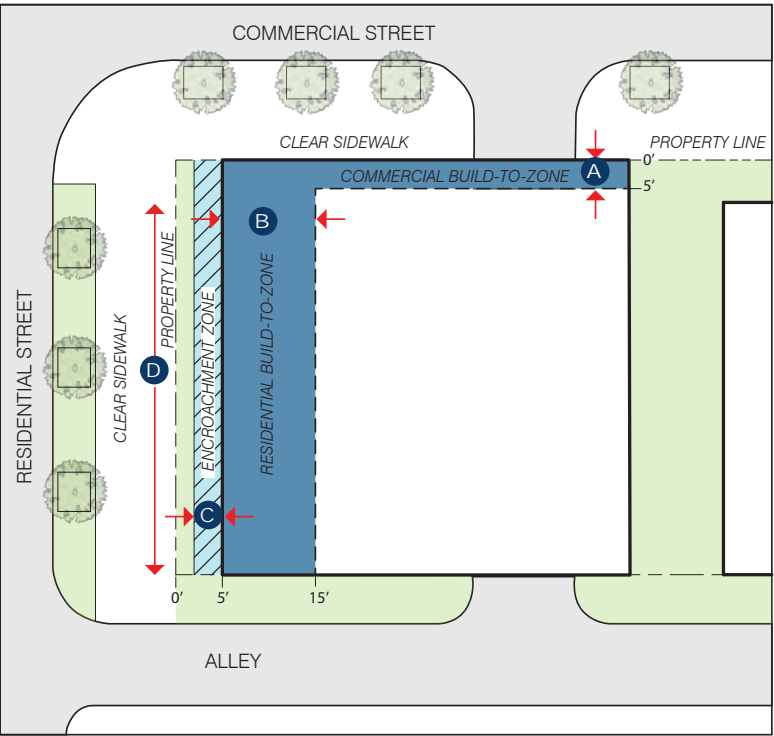 COMMERCIAL STREET
CLEAR SIDEWALK
PROPERTY LINE
0’
COMMERCIAL BUILD-TO-ZONE
A
5’
B
PROPERTY LINE
ENCROACHMENT ZONE
RESIDENTIAL BUILD-TO-ZONE
RESIDENTIAL STREET
CLEAR SIDEWALK
D
C
0’
5’
15’
ALLEY